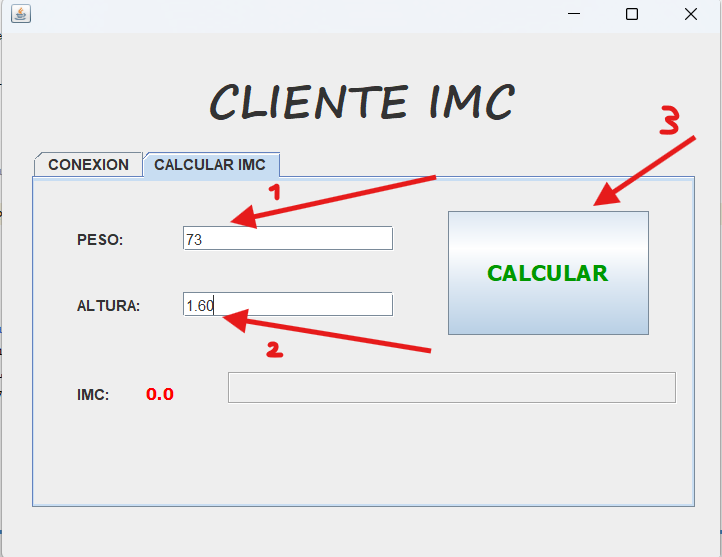 CLIENTE IMC
3
CONEXION CALCULAR IMC
1
PESO: 73
CALCULAR
ALTURA: 1.60
2
IMC: 0.0